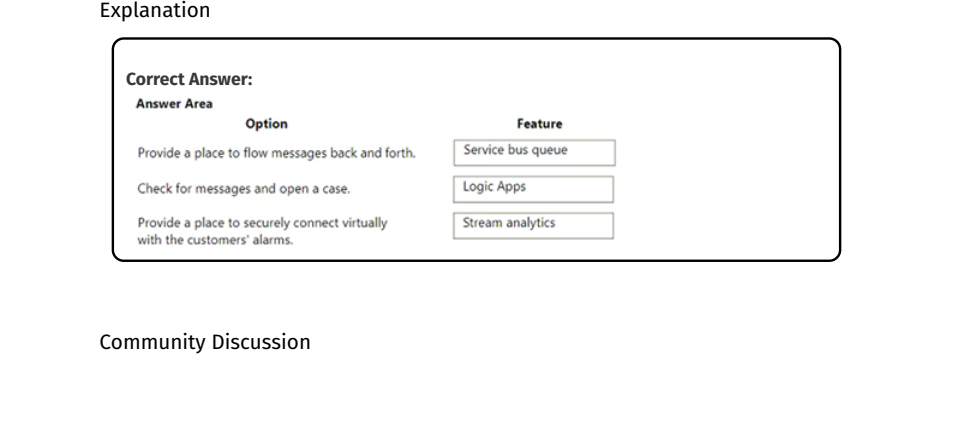 Explanation
Correct Answer:
Answer Area
Option Feature
Provide a place to flow messages back and forth. Service bus queue
Check for messages and open a case. Logic Apps
Provide a place to securely connect virtually Stream analytics
with the customers' alarms.
Community Discussion